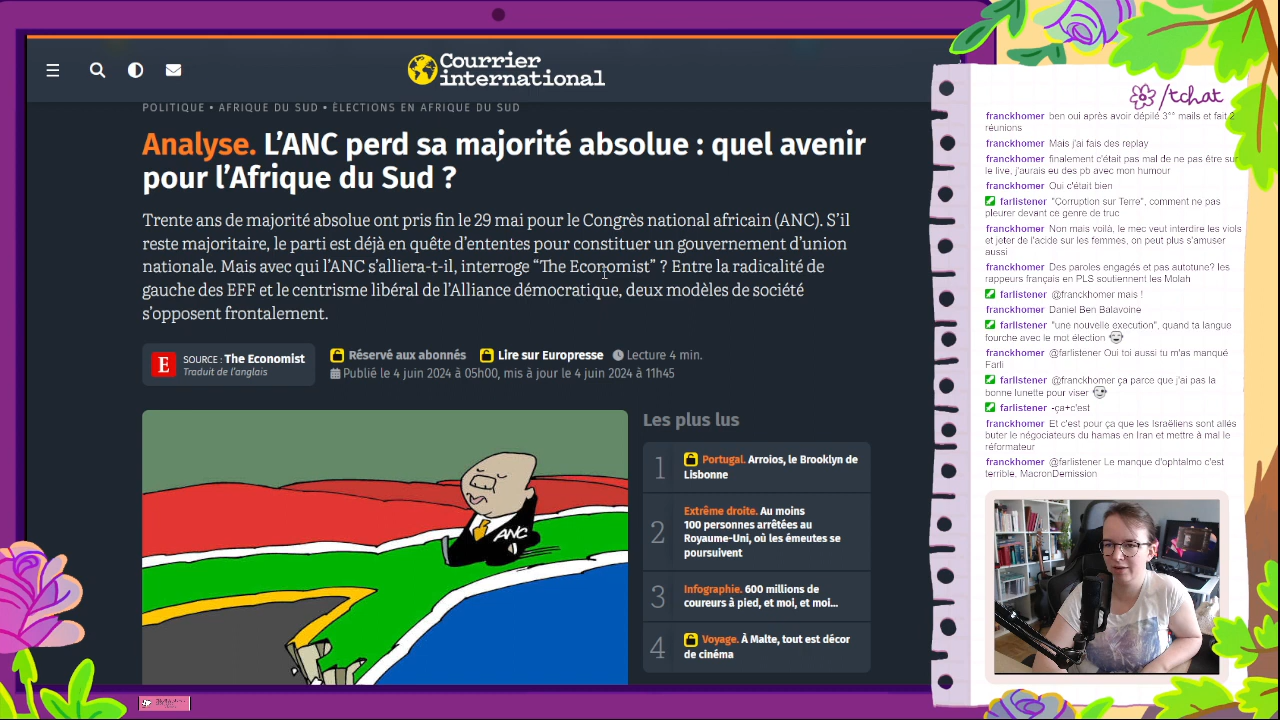 Courrier
international
POLITIQUE • AFRIQUE DU SUD • ÉLECTIONS EN AFRIQUE DU SUD
Analyse. L’ANC perd sa majorité absolue : quel avenir
pour l’Afrique du Sud ?
Trente ans de majorité absolue ont pris fin le 29 mai pour le Congrès national africain (ANC). S’il
reste majoritaire, le parti est déjà en quête d’ententes pour constituer un gouvernement d’union
nationale. Mais avec qui l’ANC s’alliera-t-il, interroge “The Economist” ? Entre la radicalité de
gauche des EFF et le centrisme libéral de l’Alliance démocratique, deux modèles de société
s’opposent frontalement.
E
SOURCE : The Economist
Traduit de l’anglais
Réservé aux abonnés
Lire sur Europresse
Lecture 4 min.
Publié le 4 juin 2024 à 05h00, mis à jour le 4 juin 2024 à 11h45
ANC
Les plus lus
1 Portugal. Arroios, le Brooklyn de
Lisbonne
2 Extrême droite. Au moins
100 personnes arrêtées au
Royaume-Uni, où les émeutes se
poursuivent
3 Infographie. 600 millions de
coureurs à pied, et moi, et moi…
4 Voyage. À Malte, tout est décor
de cinéma
/tchat
franckhomer ben oui après avoir dépilé 3°° mails et fait 2
réunions
franckhomer Mais j'ai fais des replay
franckhomer finalement c'était pas mal de ne pas être sur
le live, j'aurais eu des pb avec mon humour
franckhomer Oui c'était bien
farlistener "Corruption sur Terre", comment ne pas
pleurer devant ce genre de truc
franckhomer Non mais voilà, le mec veut interdire les viols
et jeter de l'acide sur les femmes, on peut plus s'amuser
aussi
franckhomer Des paroles engagés et pas autotune? les
rappeurs français en PLS soutiennent les Molah
farlistener @franckhomer mais !
franckhomer Daniel Ben Balavoine
farlistener "une nouvelle execution", quand ta langue
fourche avec le mot élection
franckhomer @farlistener Oui toi aussi tu m'as manqué
Farli
farlistener @franckhomer ça parce que j'ai pas la
bonne lunette pour viser
farlistener -ça+c'est
franckhomer Et c'est pour ça que les Israëliens sont allés
buter le négociateurs du hamas en Iran et mettre à mal le
réformateur
franckhomer @farlistener Le manque d'ophtalmo c'est
terrible, MacronDemission